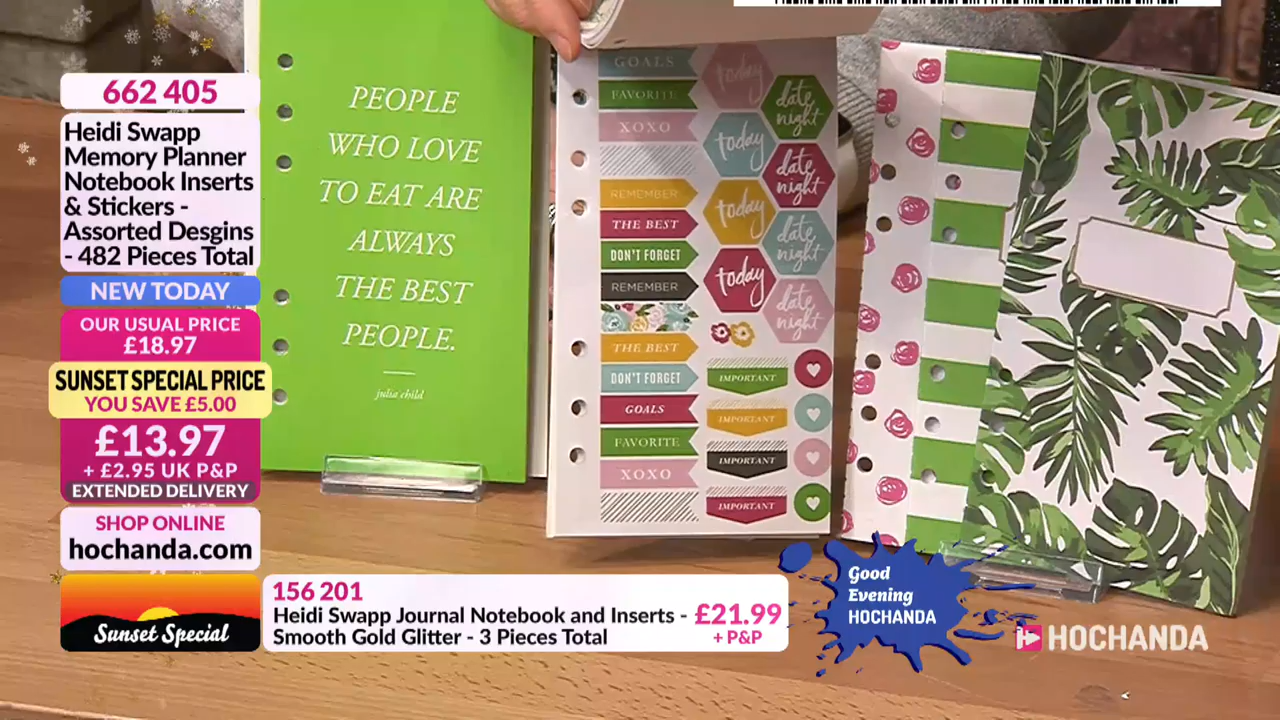 662 405
Heidi Swapp
Memory Planner
Notebook Inserts
& Stickers -
Assorted Desgins
- 482 Pieces Total
NEW TODAY
OUR USUAL PRICE
£18.97
SUNSET SPECIAL PRICE
YOU SAVE £5.00
£13.97
+ £2.95 UK P&P
EXTENDED DELIVERY
SHOP ONLINE
hochanda.com
Sunset Special
156 201
Heidi Swapp Journal Notebook and Inserts -
Smooth Gold Glitter - 3 Pieces Total
£21.99
+ P&P
Good
Evening
HOCHANDA
HOCHANDA
PEOPLE
WHO LOVE
TO EAT ARE
ALWAYS
THE BEST
PEOPLE.
julia child
GOALS
FAVORITE
XOXO
REMEMBER
THE BEST
DON'T FORGET
REMEMBER
THE BEST
DON'T FORGET
GOALS
FAVORITE
XOXO
today
today
today
today
date
night
date
night
date
night
date
night
IMPORTANT
IMPORTANT
IMPORTANT
IMPORTANT